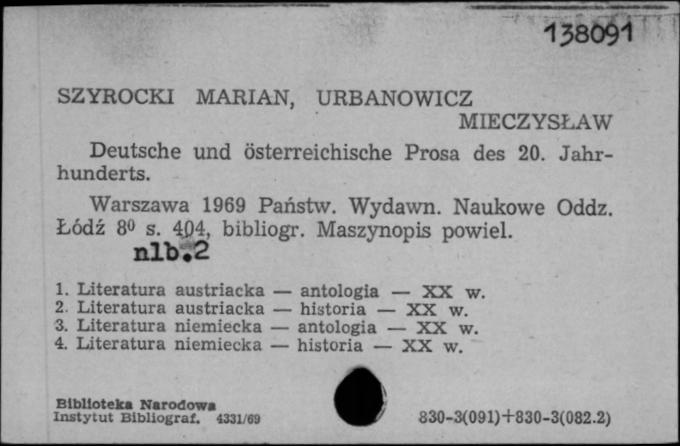 138091
SZYROCKI MARIAN, URBANOWICZ
MIECZYSŁAW
Deutsche und österreichische Prosa des 20. Jahr-
hunderts.
Warszawa 1969 Państw. Wydawn. Naukowe Oddz.
Łódź 8⁰ s. 404, bibliogr. Maszynopis powiel.
nlb.2
1. Literatura austriacka — antologia — XX w.
2. Literatura austriacka — historia — XX w.
3. Literatura niemiecka — antologia — XX w.
4. Literatura niemiecka — historia — XX w.
Biblioteka Narodowa
Instytut Bibliograf. 4331/69
830-3(091)+830-3(082.2)